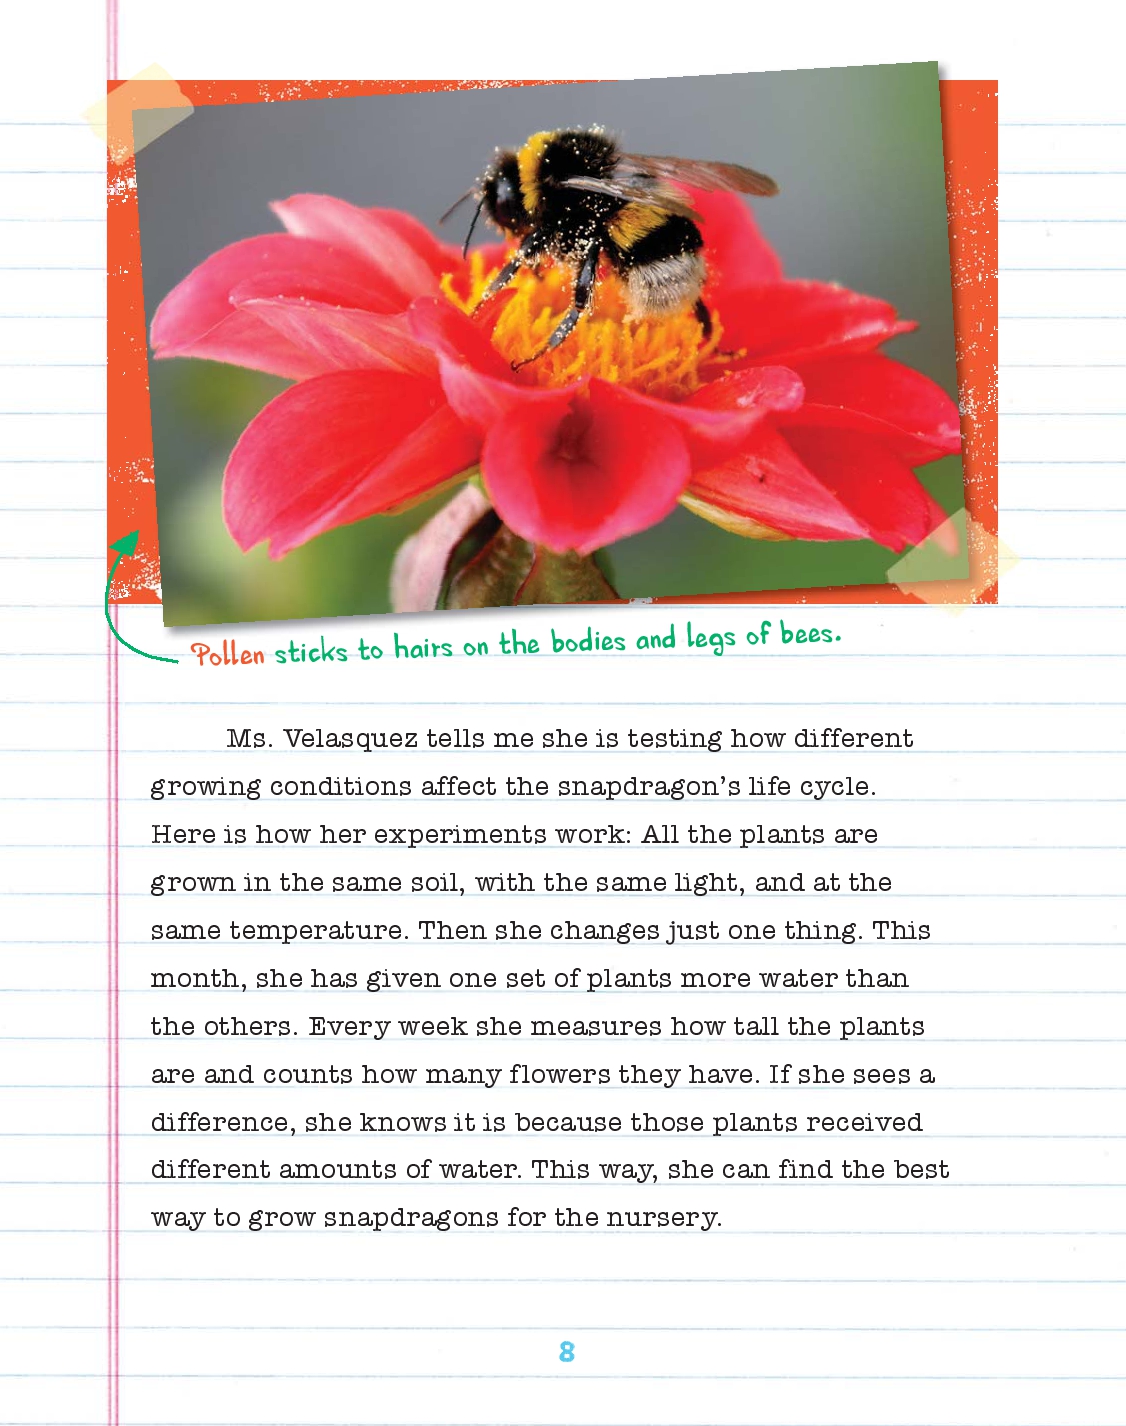 Pollen sticks to hairs on the bodies and legs of bees.
Ms. Velasquez tells me she is testing how different
growing conditions affect the snapdragon's life cycle.
Here is how her experiments work: All the plants are
grown in the same soil, with the same light, and at the
same temperature. Then she changes just one thing. This
month, she has given one set of plants more water than
the others. Every week she measures how tall the plants
are and counts how many flowers they have. If she sees a
difference, she knows it is because those plants received
different amounts of water. This way, she can find the best
way to grow snapdragons for the nursery.
8